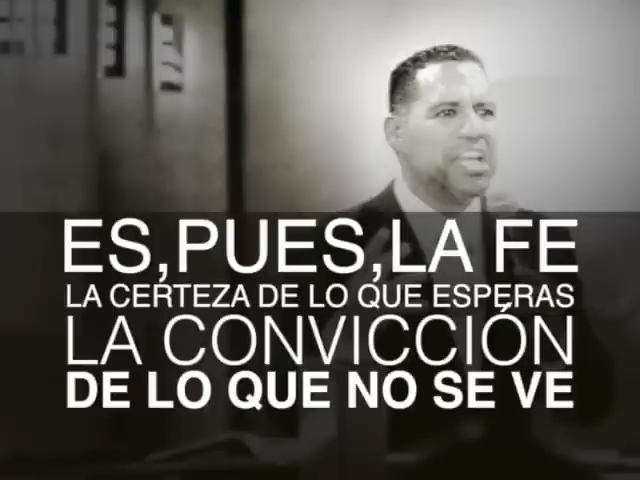 ES,PUES,LA FE
LA CERTEZA DE LO QUE ESPERAS
LA CONVICCIÓN
DE LO QUE NO SE VE